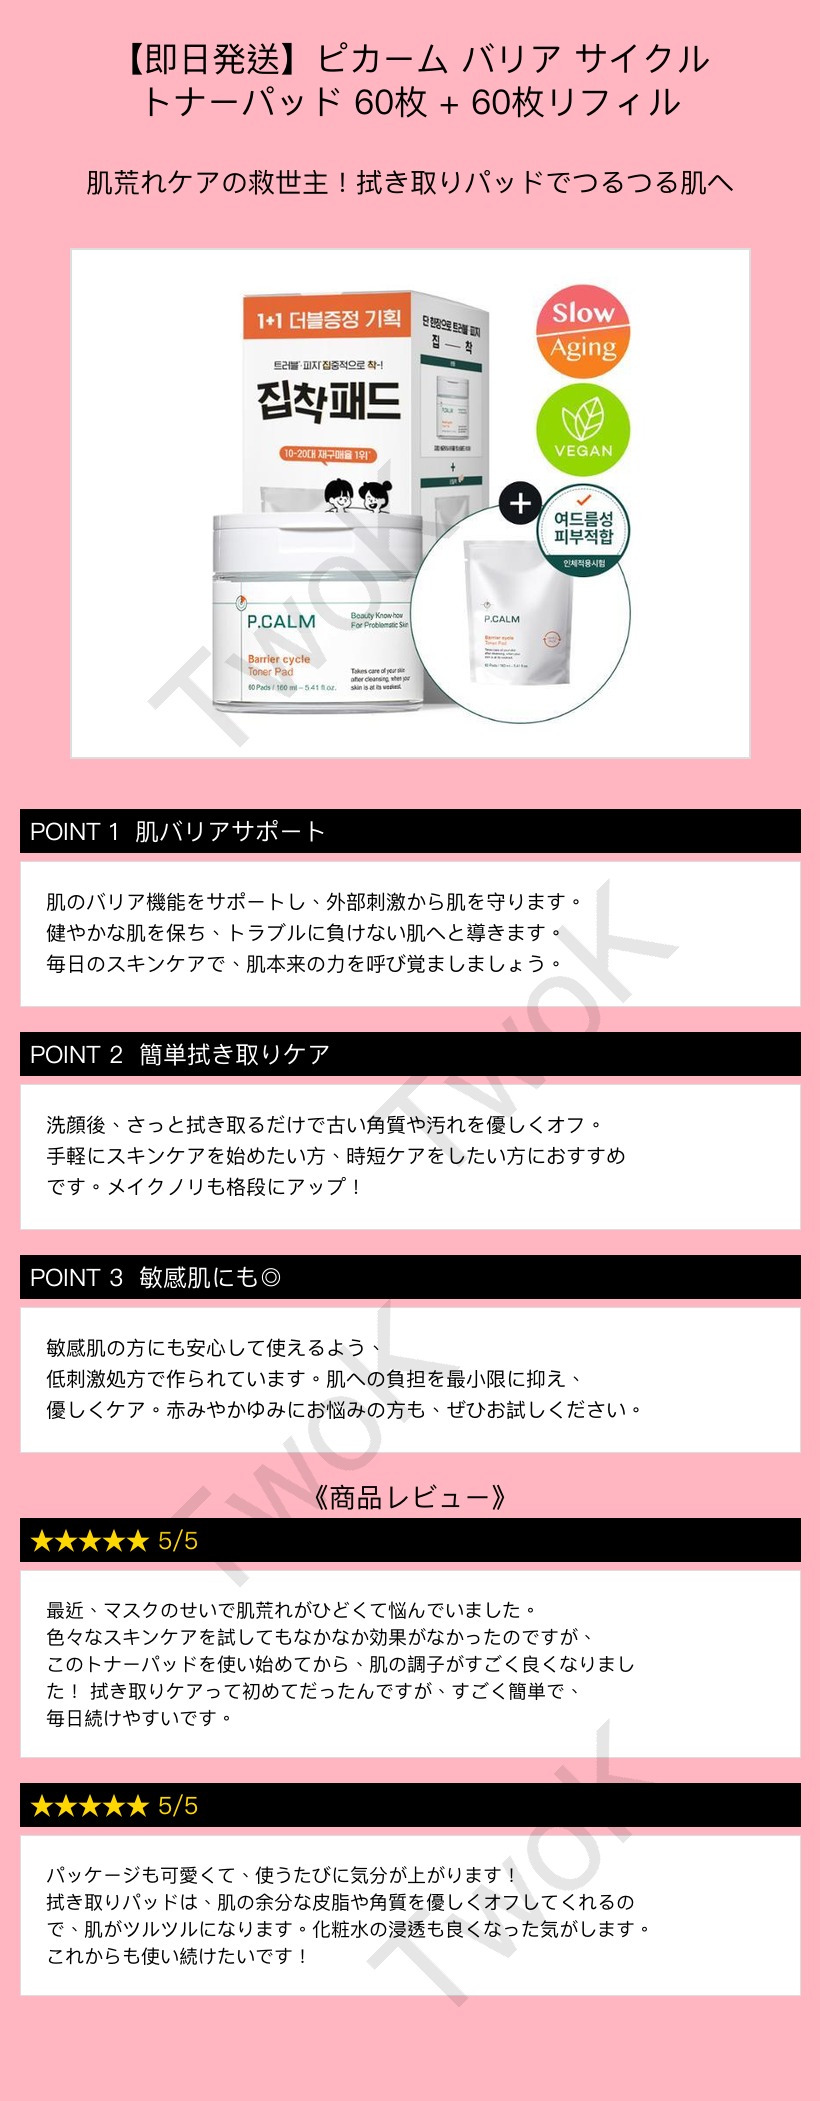 【即日発送】ピカーム バリア サイクル
トナーパッド 60枚 + 60枚リフィル
肌荒れケアの救世主！拭き取りパッドでつるつる肌へ
1+1 더블증정 기획
트러블·피지 집중적으로 착-!
집착패드
10-20대 재구매율 1위*
단 한장으로 트러블·피지
집 — 착
P.CALM
Beauty Know-how
For Problematic Skin
Barrier cycle
Toner Pad
60 Pads / 160 ml – 5.41 fl.oz.
Takes care of your skin
after cleansing, when your
skin is at its weakest.
+
P.CALM
Barrier cycle
Toner Pad
Takes care of your skin
after cleansing, when your
skin is at its weakest.
60 Pads / 160 ml – 5.41 fl.oz.
Slow
Aging
VEGAN
여드름성
피부적합
인체적용시험
POINT 1 肌バリアサポート
肌のバリア機能をサポートし、外部刺激から肌を守ります。
健やかな肌を保ち、トラブルに負けない肌へと導きます。
毎日のスキンケアで、肌本来の力を呼び覚ましましょう。
POINT 2 簡単拭き取りケア
洗顔後、さっと拭き取るだけで古い角質や汚れを優しくオフ。
手軽にスキンケアを始めたい方、時短ケアをしたい方におすすめ
です。メイクノリも格段にアップ！
POINT 3 敏感肌にも◎
敏感肌の方にも安心して使えるよう、
低刺激処方で作られています。肌への負担を最小限に抑え、
優しくケア。赤みやかゆみにお悩みの方も、ぜひお試しください。
《商品レビュー》
★★★★★ 5/5
最近、マスクのせいで肌荒れがひどくて悩んでいました。
色々なスキンケアを試してもなかなか効果がなかったのですが、
このトナーパッドを使い始めてから、肌の調子がすごく良くなりまし
た！ 拭き取りケアって初めてだったんですが、すごく簡単で、
毎日続けやすいです。
★★★★★ 5/5
パッケージも可愛くて、使うたびに気分が上がります！
拭き取りパッドは、肌の余分な皮脂や角質を優しくオフしてくれるの
で、肌がツルツルになります。化粧水の浸透も良くなった気がします。
これからも使い続けたいです！
TwoK
TwoK
TwoK
TwoK